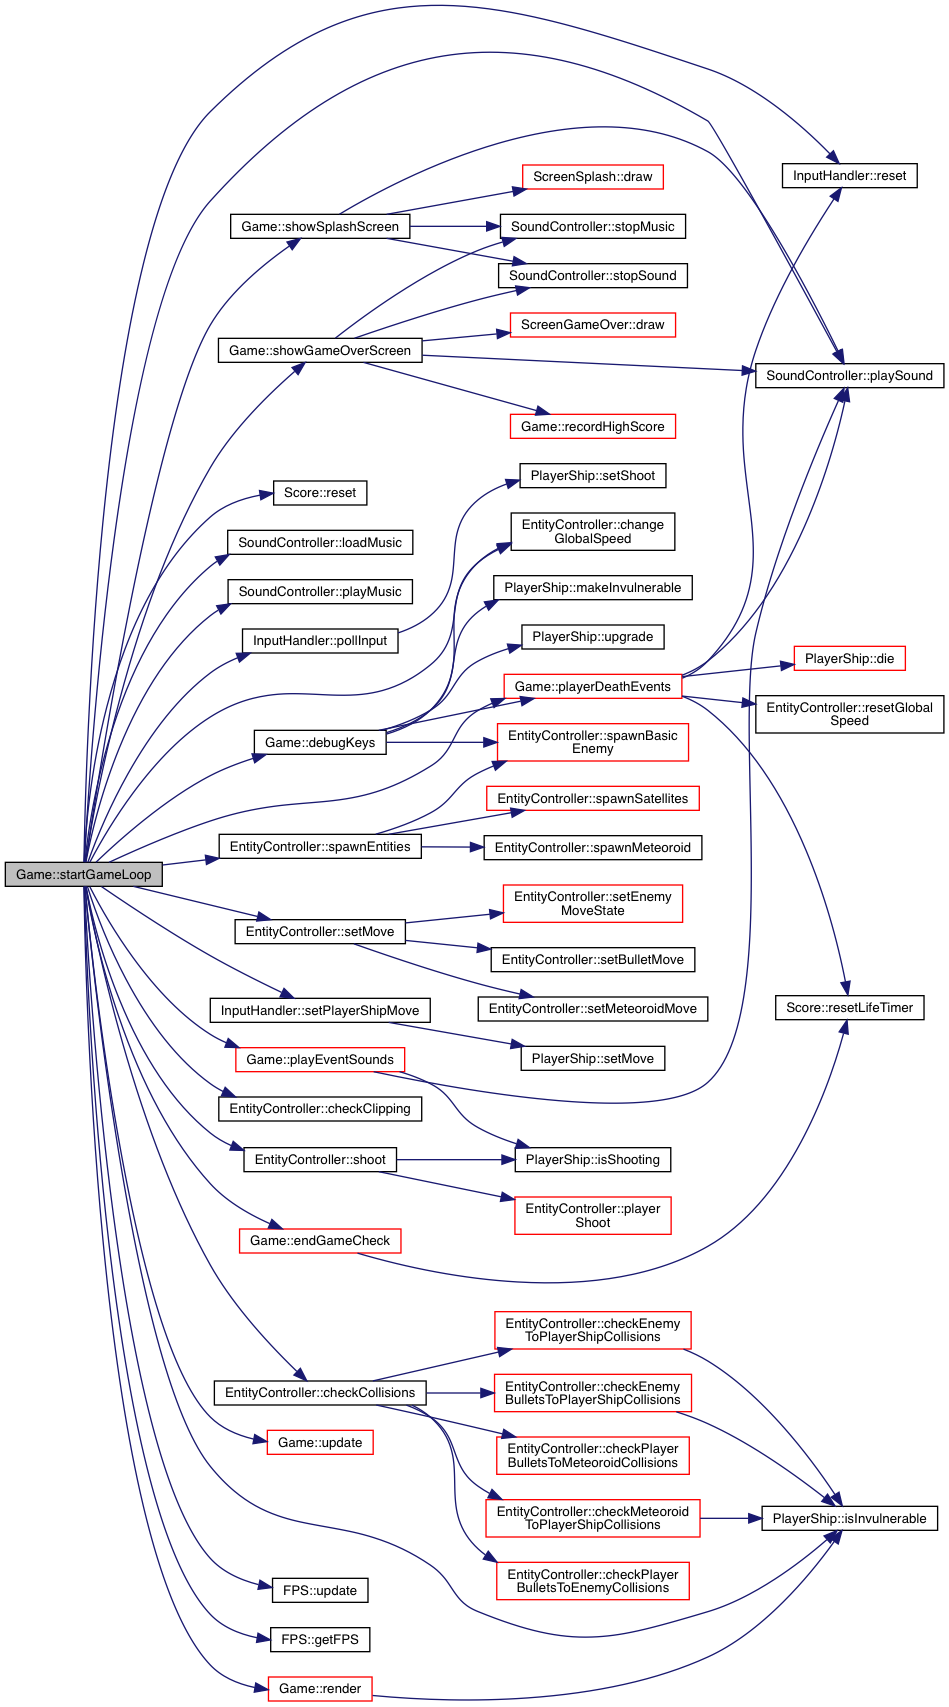 InputHandler::reset
ScreenSplash::draw
Game::showSplashScreen
SoundController::stopMusic
SoundController::stopSound
ScreenGameOver::draw
Game::showGameOverScreen
SoundController::playSound
Game::recordHighScore
PlayerShip::setShoot
Score::reset
EntityController::change
GlobalSpeed
SoundController::loadMusic
PlayerShip::makeInvulnerable
SoundController::playMusic
PlayerShip::upgrade
InputHandler::pollInput
PlayerShip::die
Game::playerDeathEvents
EntityController::resetGlobal
Speed
Game::debugKeys
EntityController::spawnBasic
Enemy
EntityController::spawnSatellites
EntityController::spawnEntities
EntityController::spawnMeteoroid
Game::startGameLoop
EntityController::setEnemy
MoveState
EntityController::setMove
EntityController::setBulletMove
InputHandler::setPlayerShipMove
EntityController::setMeteoroidMove
Score::resetLifeTimer
Game::playEventSounds
PlayerShip::setMove
EntityController::checkClipping
EntityController::shoot
PlayerShip::isShooting
EntityController::player
Shoot
Game::endGameCheck
EntityController::checkEnemy
ToPlayerShipCollisions
EntityController::checkCollisions
EntityController::checkEnemy
BulletsToPlayerShipCollisions
Game::update
EntityController::checkPlayer
BulletsToMeteoroidCollisions
EntityController::checkMeteoroid
ToPlayerShipCollisions
PlayerShip::isInvulnerable
EntityController::checkPlayer
BulletsToEnemyCollisions
FPS::update
FPS::getFPS
Game::render